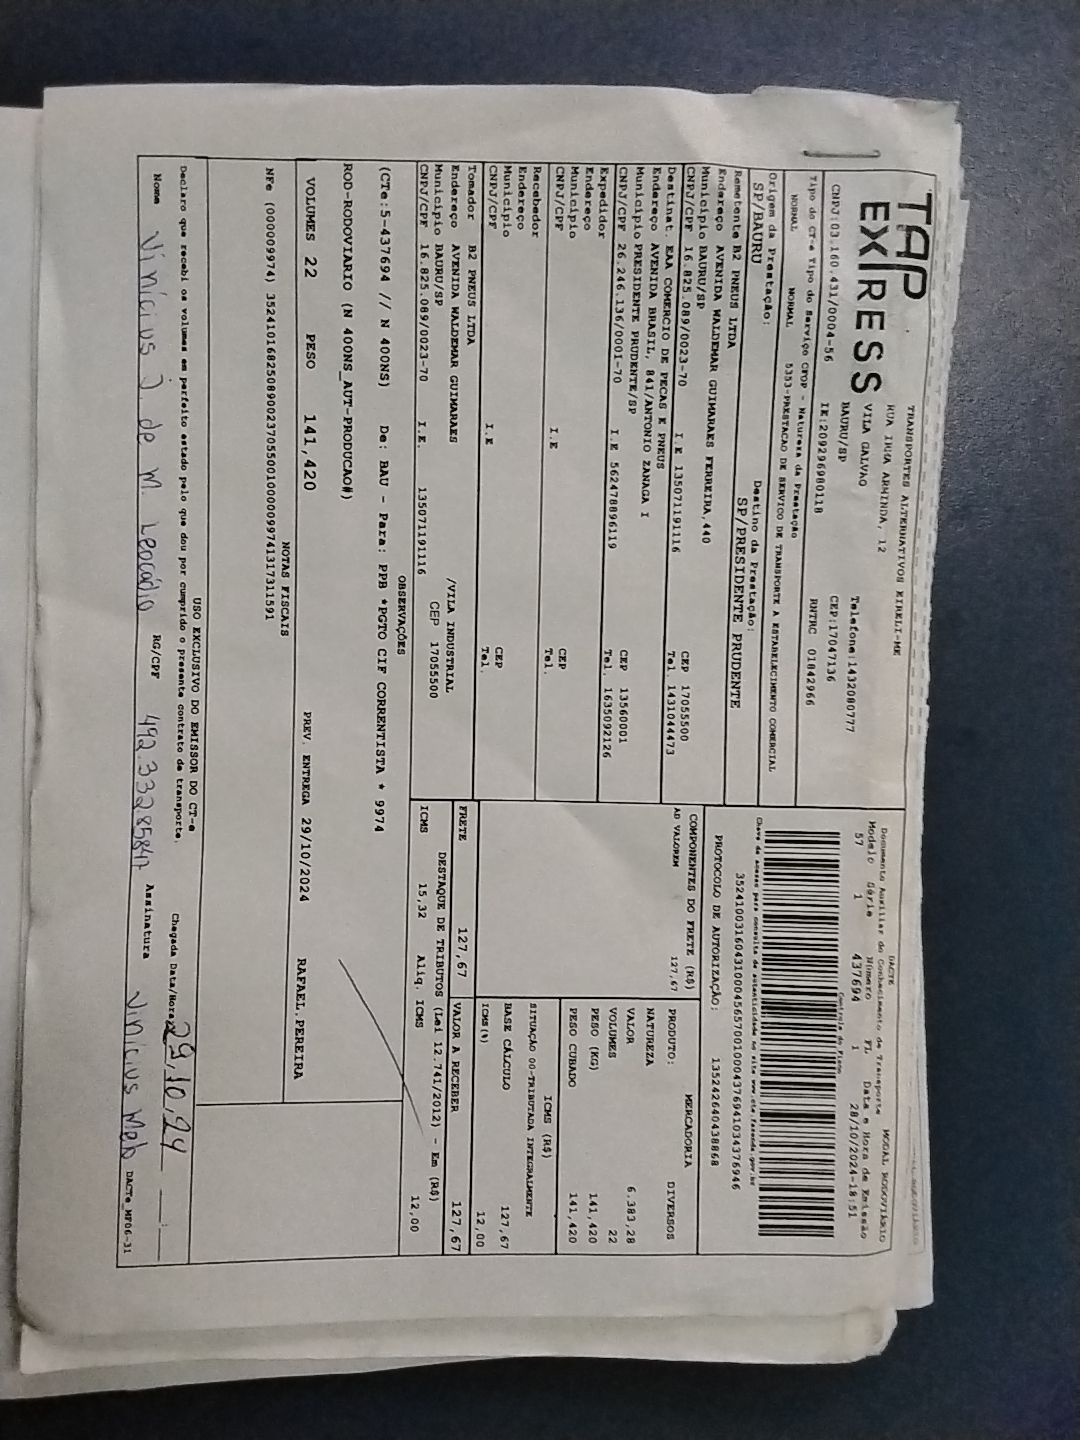 TAP EXPRESS
TRANSPORTES ALTERNATIVOS EIRELI-ME
RUA IRMA ARMINDA, 12
VILA GALVAO
BAURU/SP
Telefone:1432080777
CEP:17047136
CNPJ:03.160.431/0004-56 IE:209296980118 RNTRC 01842966
Tipo do CT-e Tipo do Serviço CFOP - Natureza da Prestação
NORMAL NORMAL 5353-PRESTACAO DE SERVICO DE TRANSPORTE A ESTABELECIMENTO COMERCIAL
Origem da Prestação: Destino da Prestação:
SP/BAURU SP/PRESIDENTE PRUDENTE
Remetente B2 PNEUS LTDA
Endereço AVENIDA WALDEMAR GUIMARAES FERREIRA,440
Município BAURU/SP CEP 17055500
CNPJ/CPF 16.825.089/0023-70 I.E 135071191116 Tel. 1431044473
Destinat. EAA COMERCIO DE PECAS E PNEUS
Endereço AVENIDA BRASIL, 841/ANTONIO ZANAGA I
Município PRESIDENTE PRUDENTE/SP CEP 13560001
CNPJ/CPF 26.246.136/0001-70 I.E 562478896119 Tel. 1635092126
Expedidor
Endereço
Município CEP
CNPJ/CPF I.E Tel.
Recebedor
Endereço
Município CEP
CNPJ/CPF I.E Tel.
Tomador B2 PNEUS LTDA
Endereço AVENIDA WALDEMAR GUIMARAES /VILA INDUSTRIAL
Município BAURU/SP CEP 17055500
CNPJ/CPF 16.825.089/0023-70 I.E. 135071191116
DACTE MODAL RODOVIÁRIO
Documento Auxiliar do Conhecimento de Transporte
Modelo Série Número FL Data e Hora de Emissão
57 1 437694 1 28/10/2024-18:51
Controle do Fisco
Chave de acesso para consulta de autenticidade no site www.cte.fazenda.gov.br
PROTOCOLO DE AUTORIZAÇÃO: 135242640438868
COMPONENTES DO FRETE (R$)
AD VALOREM 127,67
FRETE 127,67
MERCADORIA
PRODUTO: DIVERSOS
NATUREZA
VALOR 6.383,28
VOLUMES 22
PESO (KG) 141,420
PESO CUBADO 141,420
ICMS (R$)
SITUAÇÃO 00-TRIBUTADA INTEGRALMENTE
BASE CÁLCULO 127,67
ICMS(%) 12,00
VALOR A RECEBER 127,67
DESTAQUE DE TRIBUTOS (Lei 12.741/2012) - Em (R$)
ICMS 15,32 Aliq. ICMS 12,00
OBSERVAÇÕES
(CTe:5-437694 // N 400NS) De: BAU - Para: PPB *PGTO CIF CORRENTISTA * 9974
ROD-RODOVIARIO (N 400NS_AUT-PRODUCAO#)
VOLUMES 22 PESO 141,420 PREV. ENTREGA 29/10/2024 RAFAEL.PEREIRA
NOTAS FISCAIS
NFe (000009974) 35241016825089002370550010000099741317311591
USO EXCLUSIVO DO EMISSOR DO CT-e
Declaro que recebi os volumes em perfeito estado pelo que dou por cumprido o presente contrato de transporte. Chegada Data/Hora 29,10,24
Nome Vinícius J. de M Leocádio RG/CPF 492.332.85847 Assinatura Vinícius
DACTe_MF06-31